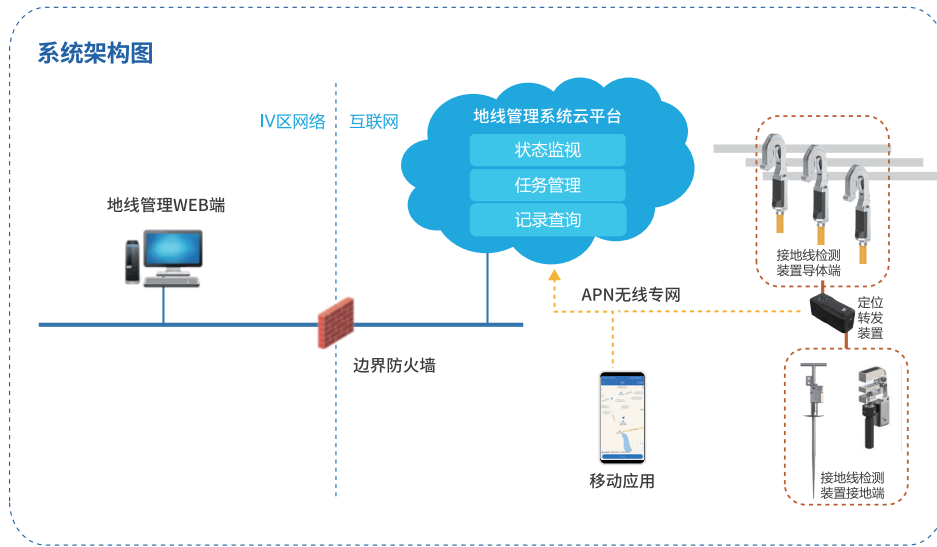 系统架构图
IV区网络
互联网
地线管理系统云平台
状态监视
任务管理
记录查询
地线管理WEB端
接地线检测
装置导体端
APN无线专网
定位
转发
装置
边界防火墙
移动应用
接地线检测
装置接地端